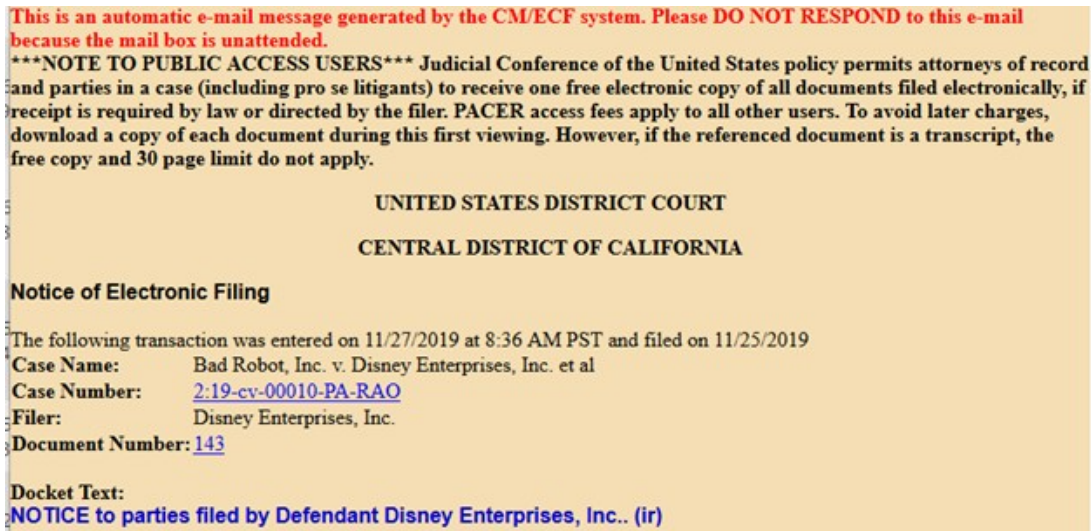 This is an automatic e-mail message generated by the CM/ECF system. Please DO NOT RESPOND to this e-mail
because the mail box is unattended.
***NOTE TO PUBLIC ACCESS USERS*** Judicial Conference of the United States policy permits attorneys of record
and parties in a case (including pro se litigants) to receive one free electronic copy of all documents filed electronically, if
receipt is required by law or directed by the filer. PACER access fees apply to all other users. To avoid later charges,
download a copy of each document during this first viewing. However, if the referenced document is a transcript, the
free copy and 30 page limit do not apply.
UNITED STATES DISTRICT COURT
CENTRAL DISTRICT OF CALIFORNIA
Notice of Electronic Filing
The following transaction was entered on 11/27/2019 at 8:36 AM PST and filed on 11/25/2019
Case Name: Bad Robot, Inc. v. Disney Enterprises, Inc. et al
Case Number: 2:19-cv-00010-PA-RAO
Filer: Disney Enterprises, Inc.
Document Number: 143
Docket Text:
NOTICE to parties filed by Defendant Disney Enterprises, Inc.. (ir)